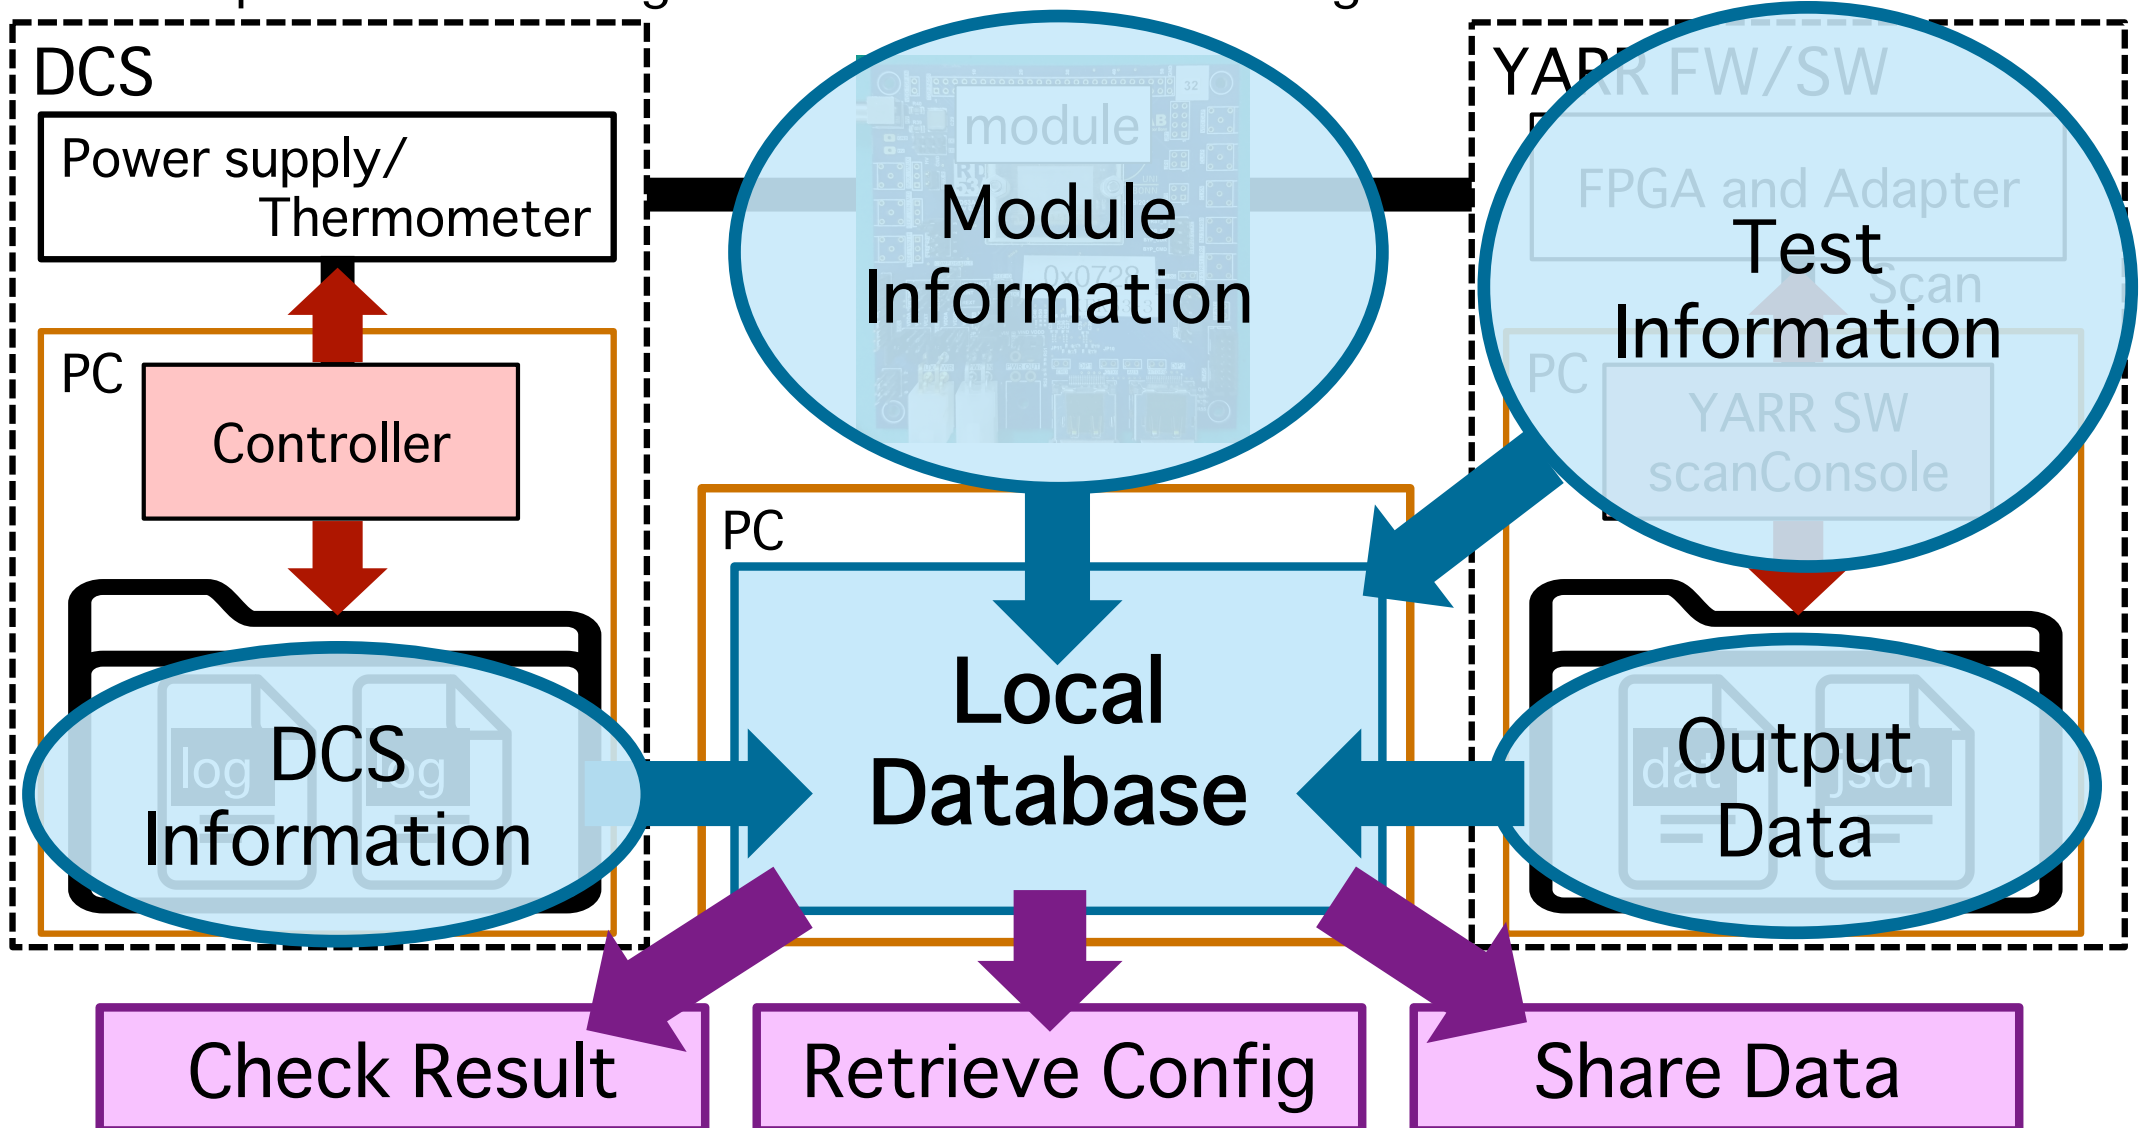 DCS
Power supply/
Thermometer
PC
Controller
log
log
DCS
Information
module
32
0x0728
Module
Information
PC
Local
Database
YARR FW/SW
FPGA and Adapter
Test
Information
Scan
PC
YARR SW
scanConsole
dat
json
Output
Data
Check Result
Retrieve Config
Share Data